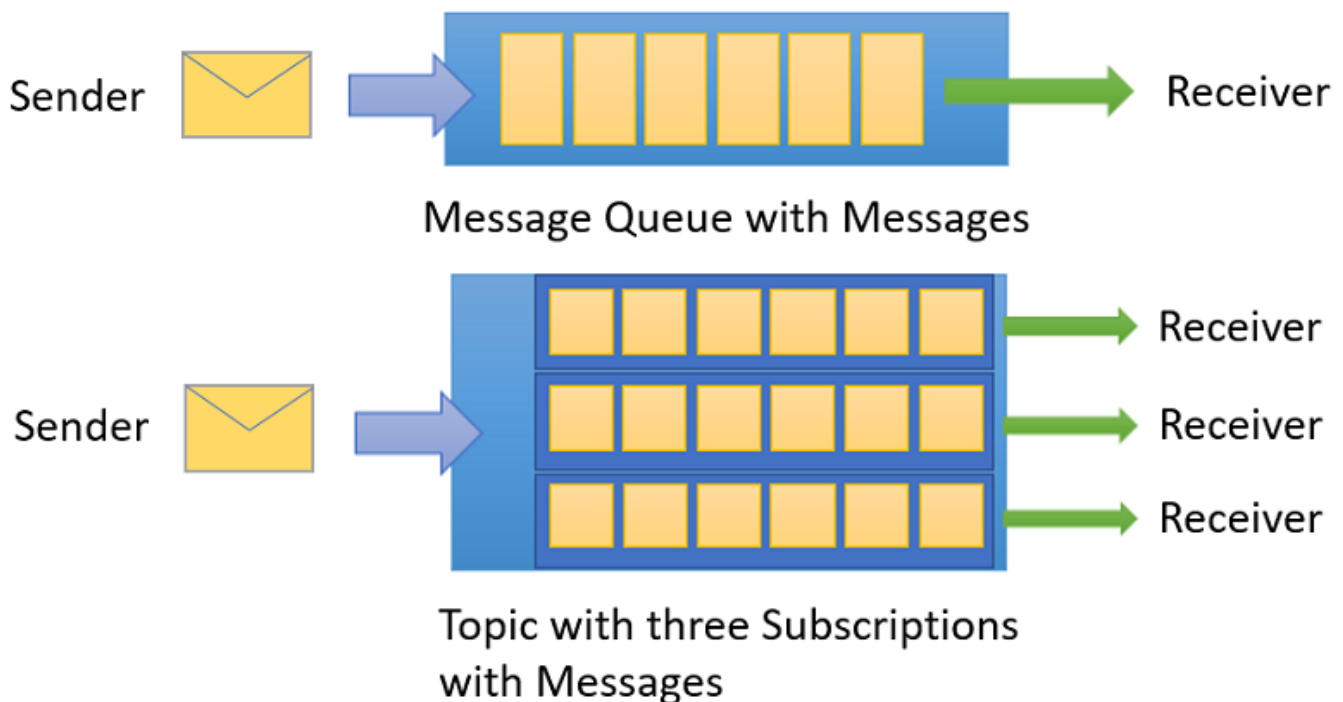 Sender
Receiver
Message Queue with Messages
Receiver
Sender
Receiver
Receiver
Topic with three Subscriptions
with Messages